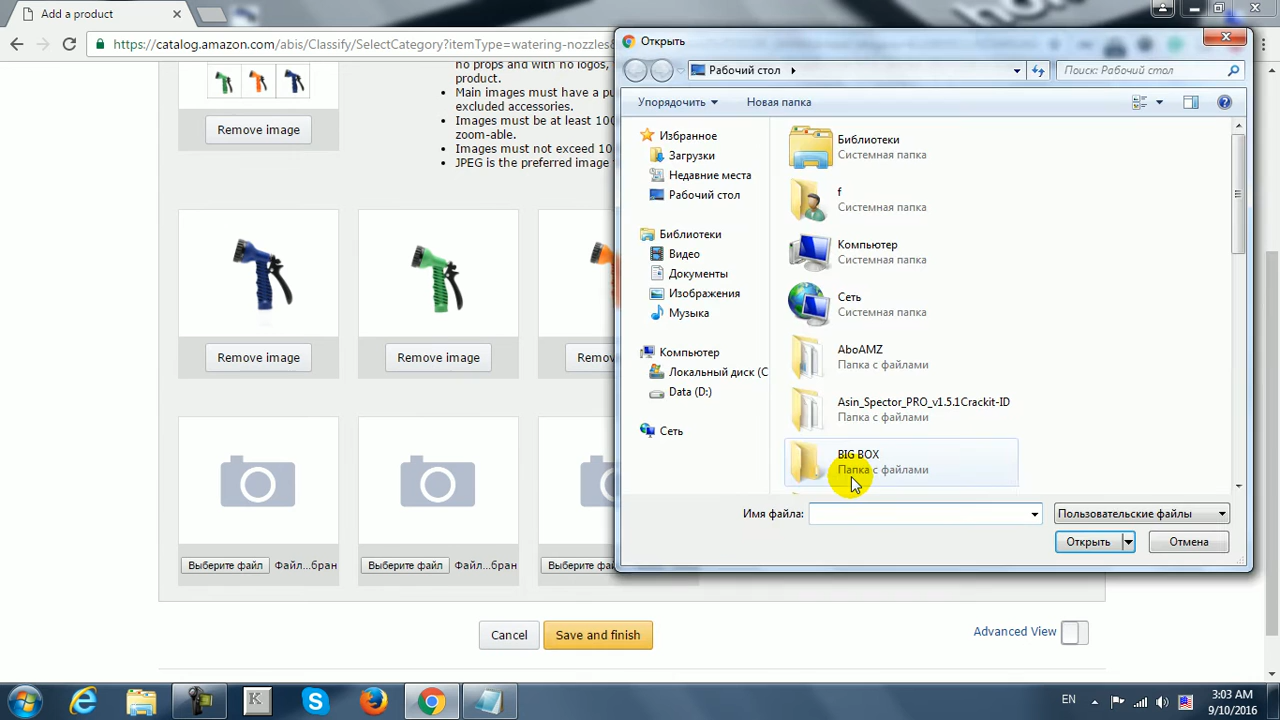 Add a product
https://catalog.amazon.com/abis/Classify/SelectCategory?itemType=watering-nozzles&
no props and with no logos,
product.
Main images must have a pu
excluded accessories.
Images must be at least 100
zoom-able.
Images must not exceed 10
JPEG is the preferred image
Remove image
Remove image
Remove image
Remo
Выберите файл
Файл...бран
Выберите файл
Файл...бран
Выберите фа
Cancel
Save and finish
Advanced View
Открыть
Рабочий стол
Поиск: Рабочий стол
Упорядочить
Новая папка
Избранное
Загрузки
Недавние места
Рабочий стол
Библиотеки
Видео
Документы
Изображения
Музыка
Компьютер
Локальный диск (C
Data (D:)
Сеть
Библиотеки
Системная папка
f
Системная папка
Компьютер
Системная папка
Сеть
Системная папка
AboAMZ
Папка с файлами
Asin_Spector_PRO_v1.5.1Crackit-ID
Папка с файлами
BIG BOX
Папка с файлами
Имя файла:
Пользовательские файлы
Открыть
Отмена
EN
3:03 AM
9/10/2016